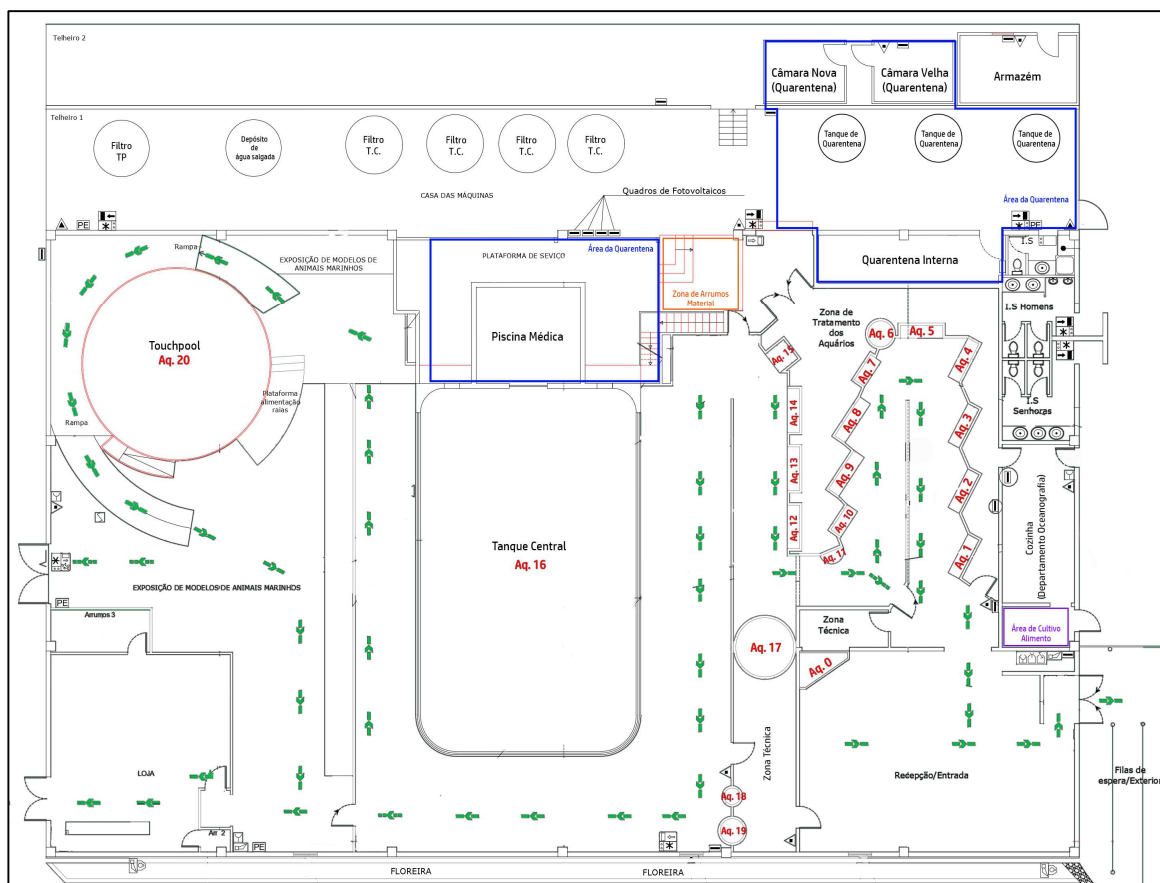 Telheiro 2
Câmara Nova
(Quarentena)
Câmara Velha
(Quarentena)
Armazém
Telheiro 1
Filtro
TP
Depósito
de
água salgada
Filtro
T.C.
Filtro
T.C.
Filtro
T.C.
Filtro
T.C.
Tanque de
Quarentena
Tanque de
Quarentena
Tanque de
Quarentena
CASA DAS MÁQUINAS
Quadros de Fotovoltaicos
Área da Quarentena
PE
PE
Rampa
EXPOSIÇÃO DE MODELOS DE
ANIMAIS MARINHOS
PLATAFORMA DE SEVIÇO
Área da Quarentena
Zona de Arrumos
Material
Quarentena Interna
I.S
I.S Homens
I.S
Senhoras
Touchpool
Aq. 20
Piscina Médica
Zona de
Tratamento
dos
Aquários
Aq. 6
Aq. 5
Aq. 15
Aq. 7
Aq. 4
Plataforma
alimentação
raias
Rampa
Aq. 14
Aq. 8
Aq. 3
Aq. 13
Aq. 9
Aq. 2
Aq. 12
Aq. 10
Aq. 11
Aq. 1
Tanque Central
Aq. 16
Cozinha
(Departamento Oceanografia)
EXPOSIÇÃO DE MODELOS DE ANIMAIS MARINHOS
PE
Arrumos 3
Zona
Técnica
Área de Cultivo
Alimento
Aq. 17
Aq. 0
Zona Técnica
LOJA
Recepção/Entrada
Filas de
espera/Exterior
Aq. 18
Aq. 19
Arr 2
PE
FLOREIRA
FLOREIRA